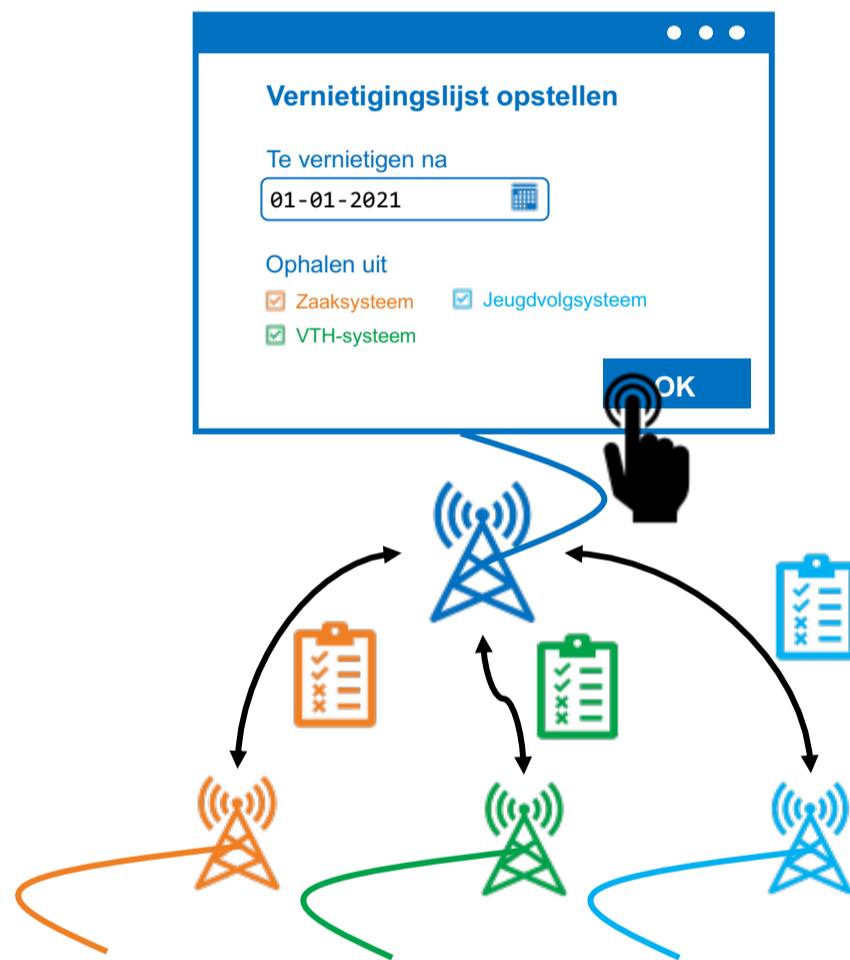 Vernietigingslijst opstellen
Te vernietigen na
01-01-2021
Ophalen uit
Zaaksysteem
Jeugdvolgsysteem
VTH-systeem
OK